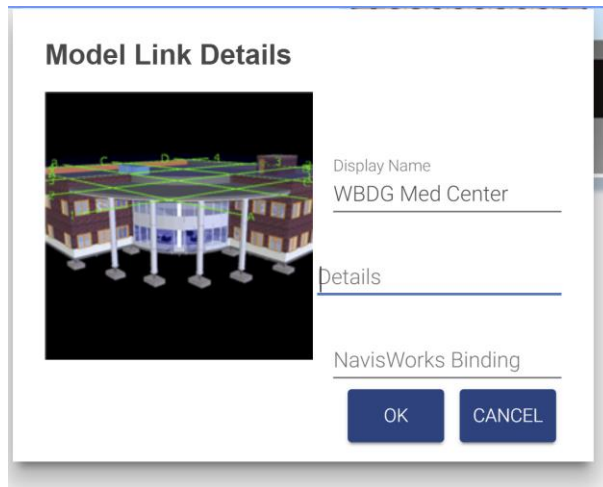 Model Link Details
Display Name
WBDG Med Center
Details
NavisWorks Binding
OK
CANCEL